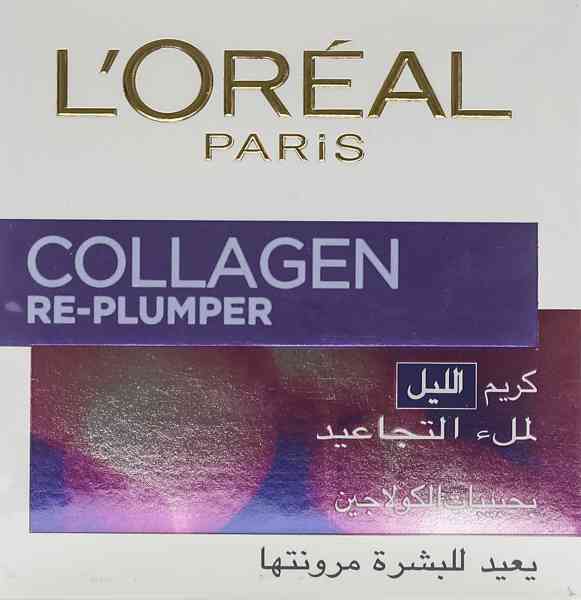 L'ORÉAL
PARiS
COLLAGEN
RE-PLUMPER
كريم الليل
لملء التجاعيد
بحبيبات الكولاجين
يعيد للبشرة مرونتها